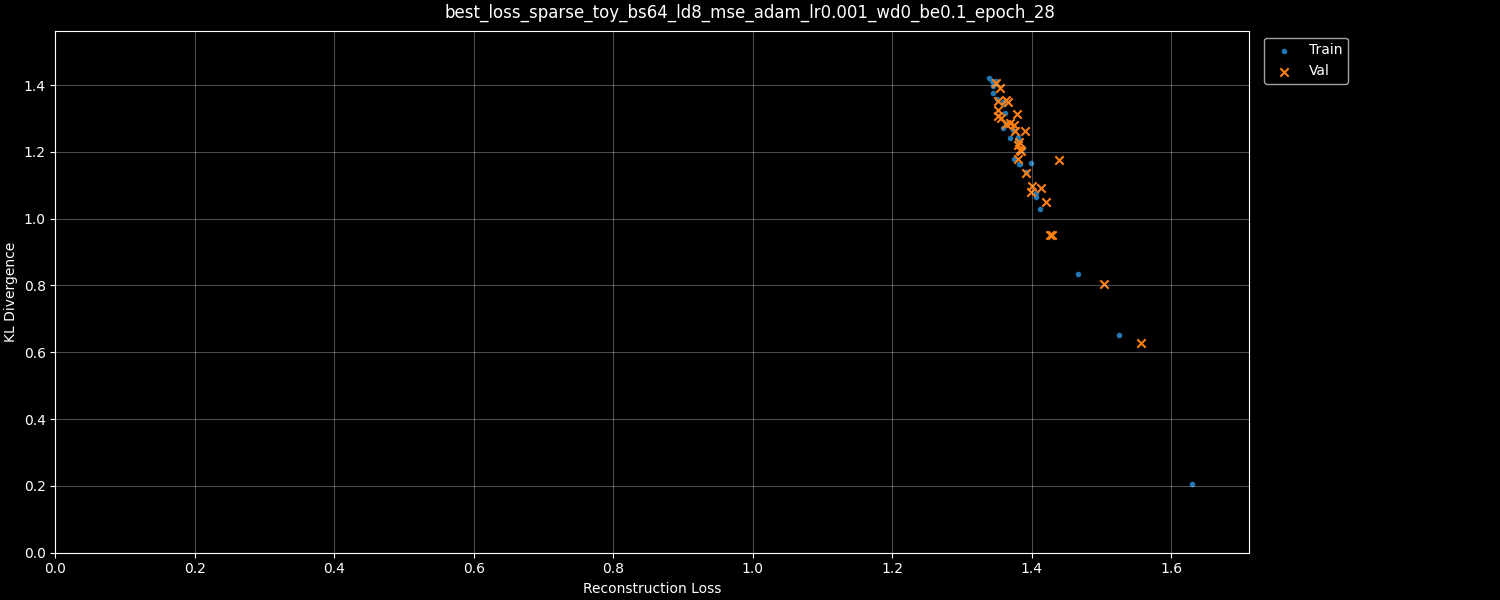 best_loss_sparse_toy_bs64_ld8_mse_adam_lr0.001_wd0_be0.1_epoch_28
Train
Val
1.4
1.2
1.0
0.8
0.6
0.4
0.2
0.0
KL Divergence
0.0 0.2 0.4 0.6 0.8 1.0 1.2 1.4 1.6
Reconstruction Loss